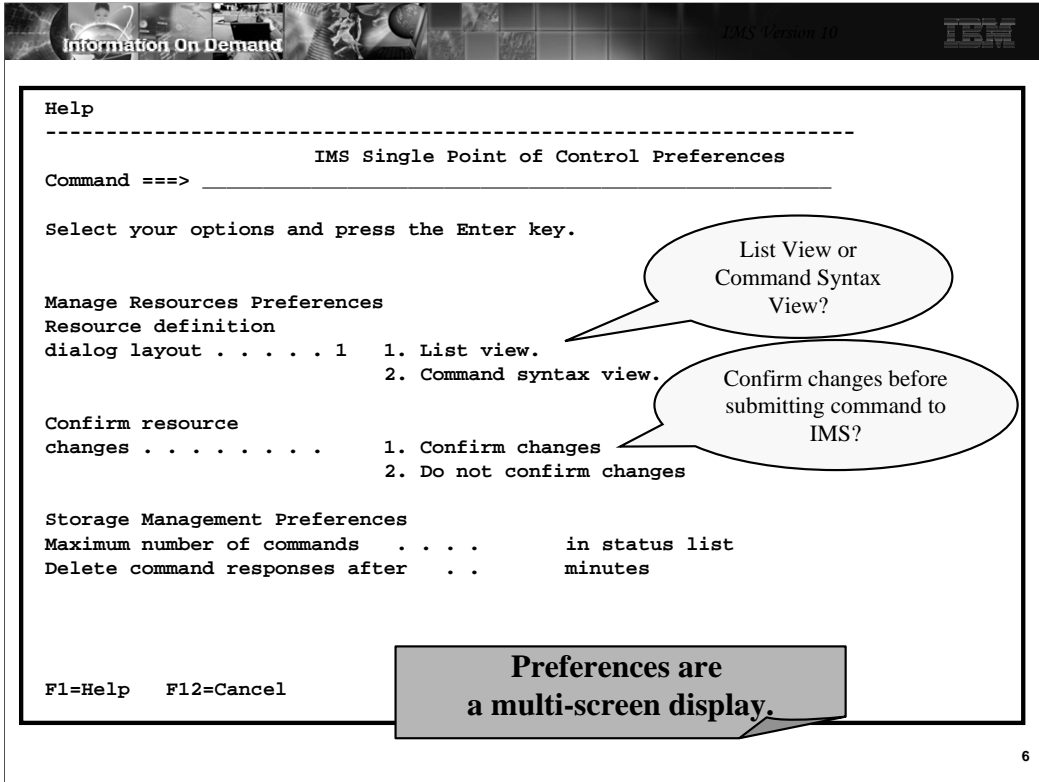 Information On Demand
IMS Version 10
IBM
Help
-------------------------------------------------------------------
IMS Single Point of Control Preferences
Command ===> ____________________________________________________
Select your options and press the Enter key.
List View or
Command Syntax
View?
Manage Resources Preferences
Resource definition
dialog layout . . . . . 1 1. List view.
2. Command syntax view.
Confirm changes before
submitting command to
IMS?
Confirm resource
changes . . . . . . . . 1. Confirm changes
2. Do not confirm changes
Storage Management Preferences
Maximum number of commands . . . . in status list
Delete command responses after . . minutes
Preferences are
a multi-screen display.
F1=Help F12=Cancel
6